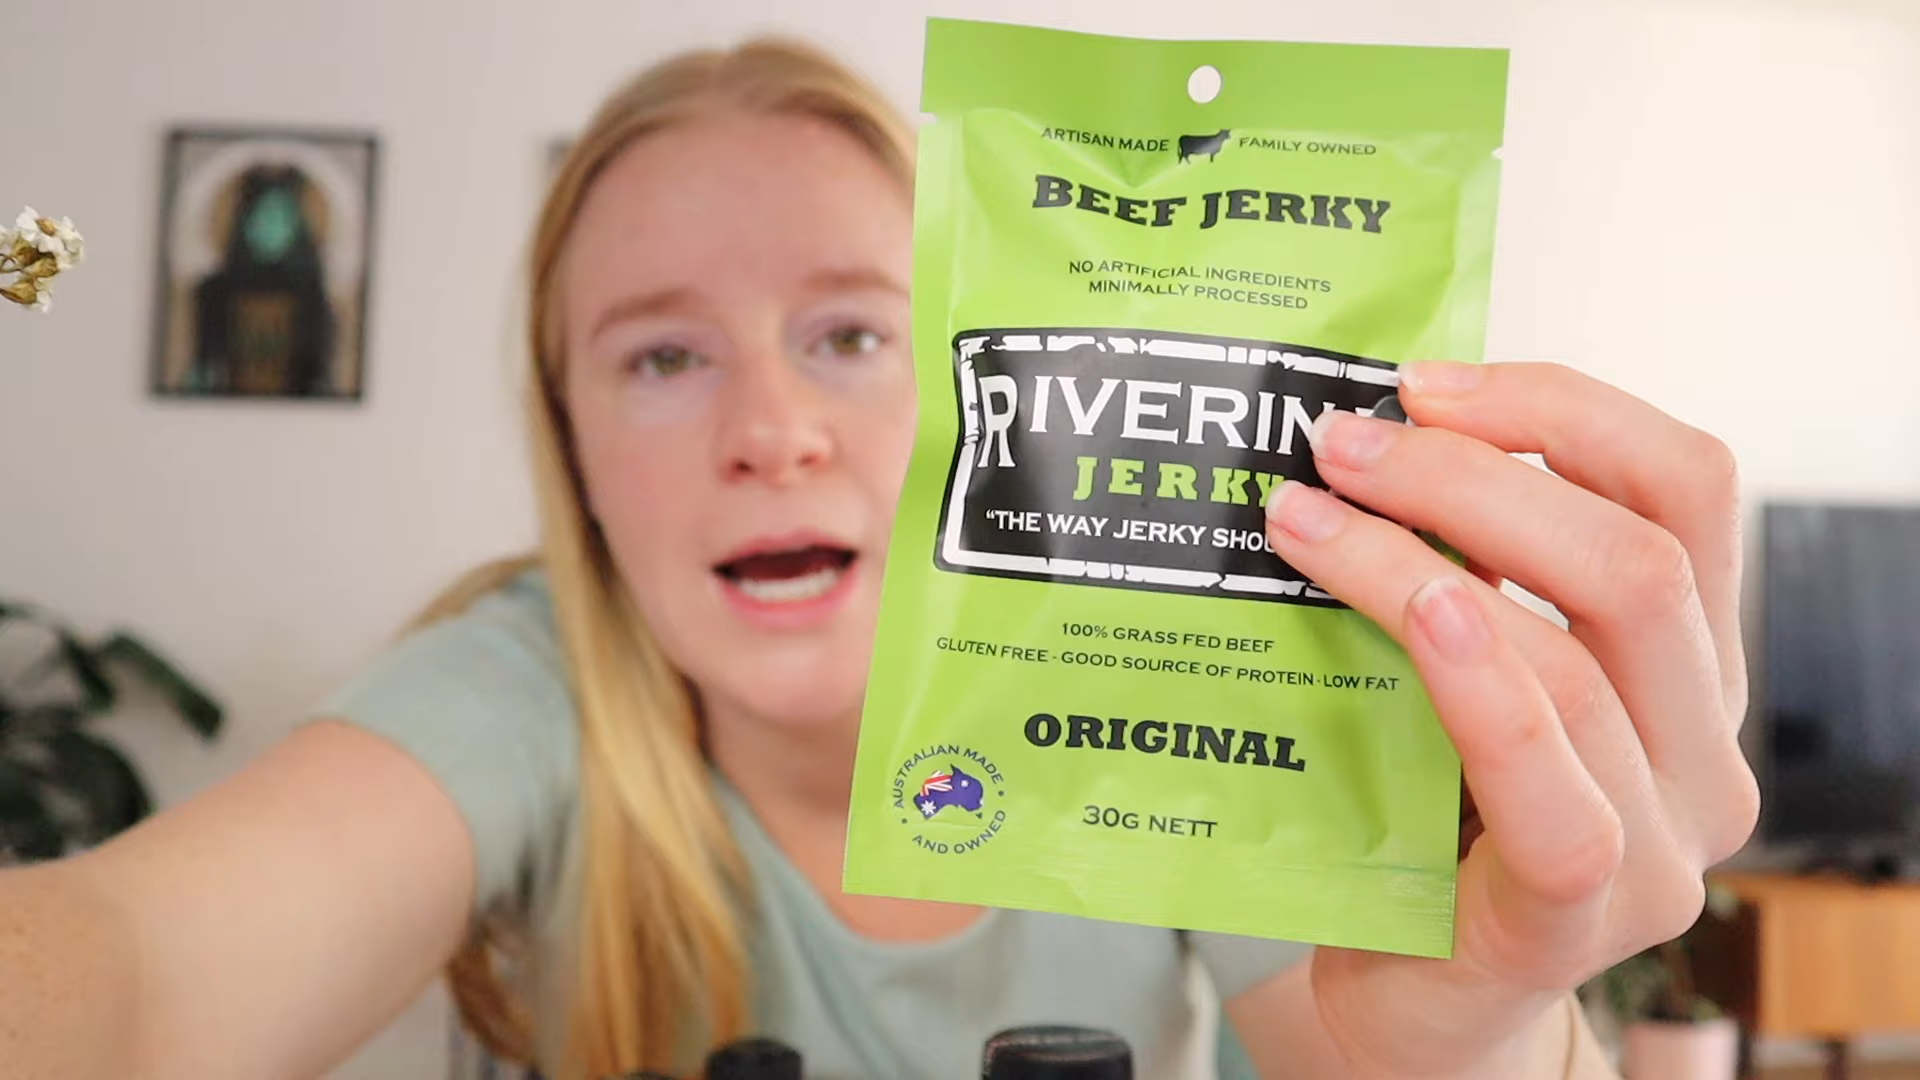 ARTISAN MADE FAMILY OWNED
BEEF JERKY
NO ARTIFICIAL INGREDIENTS
MINIMALLY PROCESSED
JERKY
"THE WAY JERKY
100% GRASS FED BEEF
GLUTEN FREE - GOOD SOURCE OF PROTEIN - LOW FAT
ORIGINAL
AUSTRALIAN MADE
AND OWNED
30G NETT